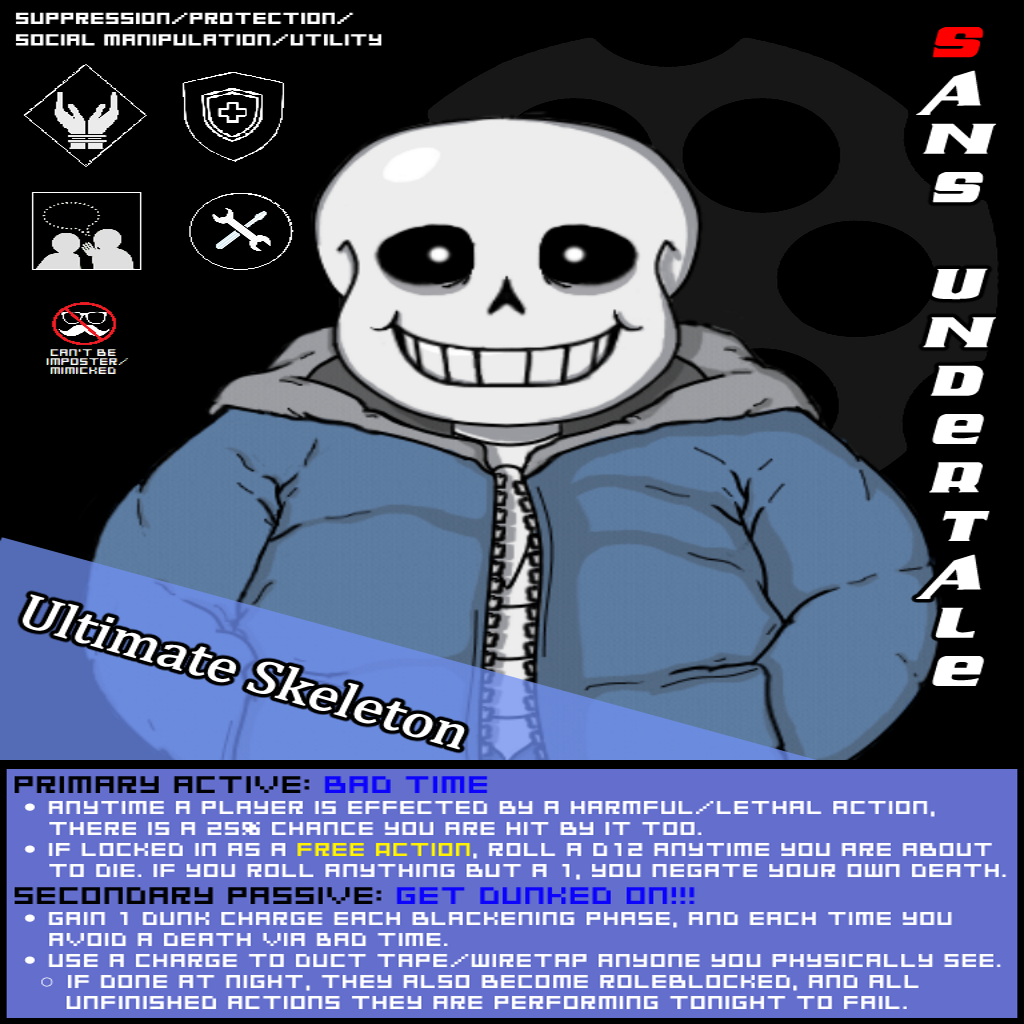 SUPPRESSION/PROTECTION/
SOCIAL MANIPULATION/UTILITY
CAN'T BE
IMPOSTER/
MIMICKED
SANS UNDERTALE
Ultimate Skeleton
PRIMARY ACTIVE: BAD TIME
• ANYTIME A PLAYER IS EFFECTED BY A HARMFUL/LETHAL ACTION,
THERE IS A 25% CHANCE YOU ARE HIT BY IT TOO.
• IF LOCKED IN AS A FREE ACTION, ROLL A D12 ANYTIME YOU ARE ABOUT
TO DIE. IF YOU ROLL ANYTHING BUT A 1, YOU NEGATE YOUR OWN DEATH.
SECONDARY PASSIVE: GET DUNKED ON!!!
• GAIN 1 DUNK CHARGE EACH BLACKENING PHASE, AND EACH TIME YOU
AVOID A DEATH VIA BAD TIME.
• USE A CHARGE TO DUCT TAPE/WIRETAP ANYONE YOU PHYSICALLY SEE.
○ IF DONE AT NIGHT, THEY ALSO BECOME ROLEBLOCKED, AND ALL
UNFINISHED ACTIONS THEY ARE PERFORMING TONIGHT TO FAIL.